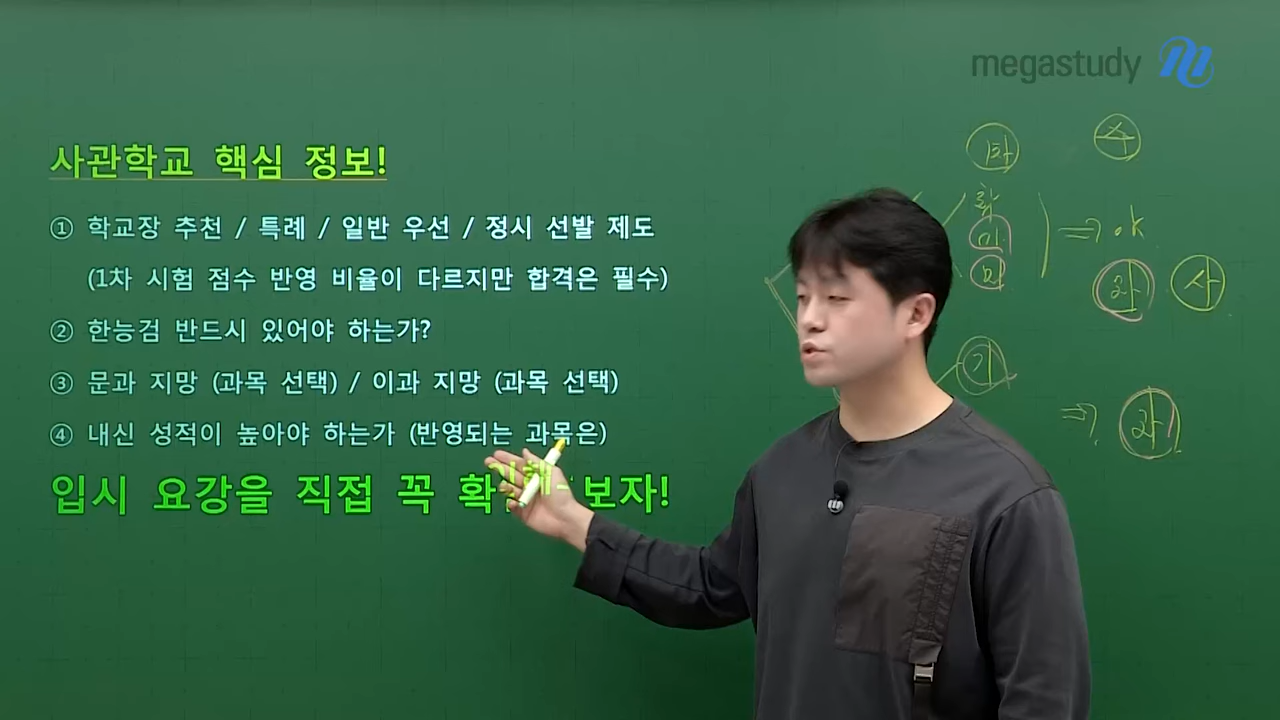 megastudy
사관학교 핵심 정보!
① 학교장 추천 / 특례 / 일반 우선 / 정시 선발 제도
(1차 시험 점수 반영 비율이 다르지만 합격은 필수)
② 한능검 반드시 있어야 하는가?
③ 문과 지망 (과목 선택) / 이과 지망 (과목 선택)
④ 내신 성적이 높아야 하는가 (반영되는 과목은)
입시 요강을 직접 꼭 보자!
확
미
⇒ ok
사
기
⇒